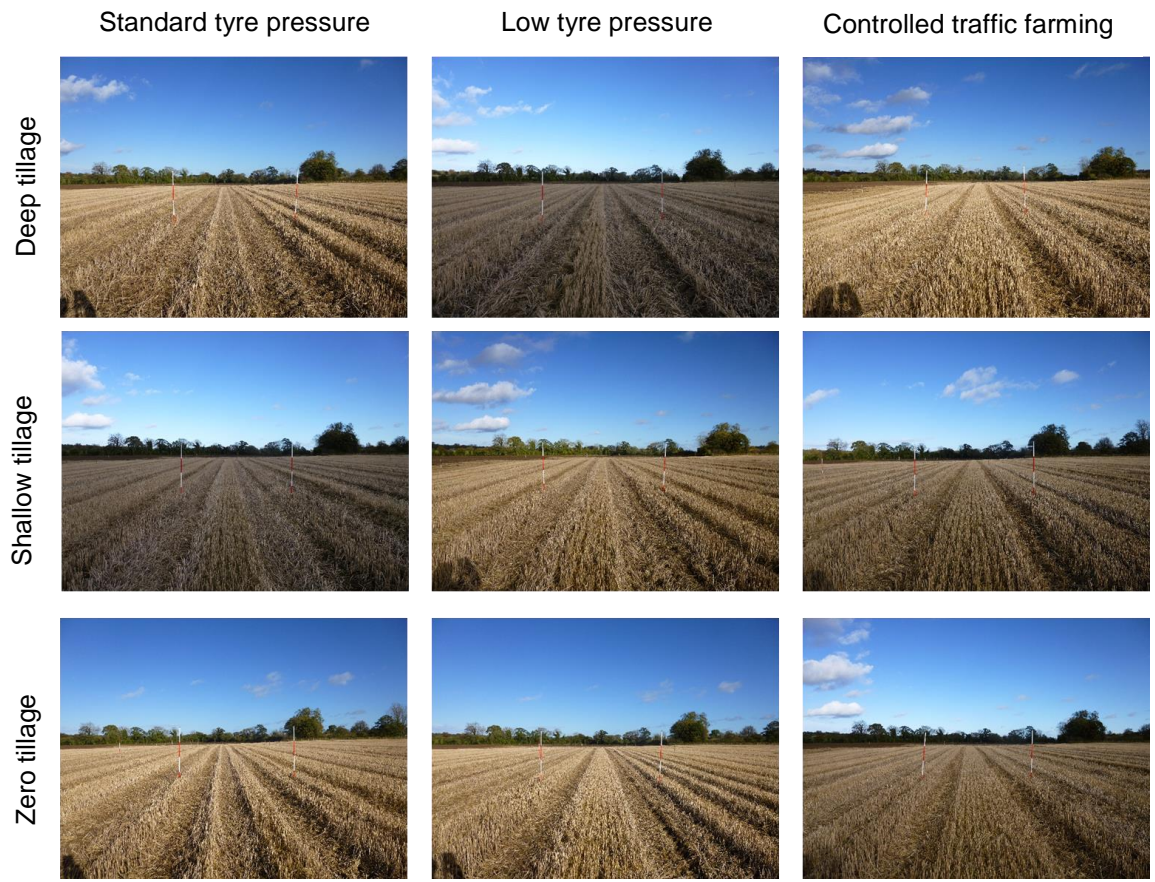 Standard tyre pressure
Low tyre pressure
Controlled traffic farming
Deep tillage
Shallow tillage
Zero tillage